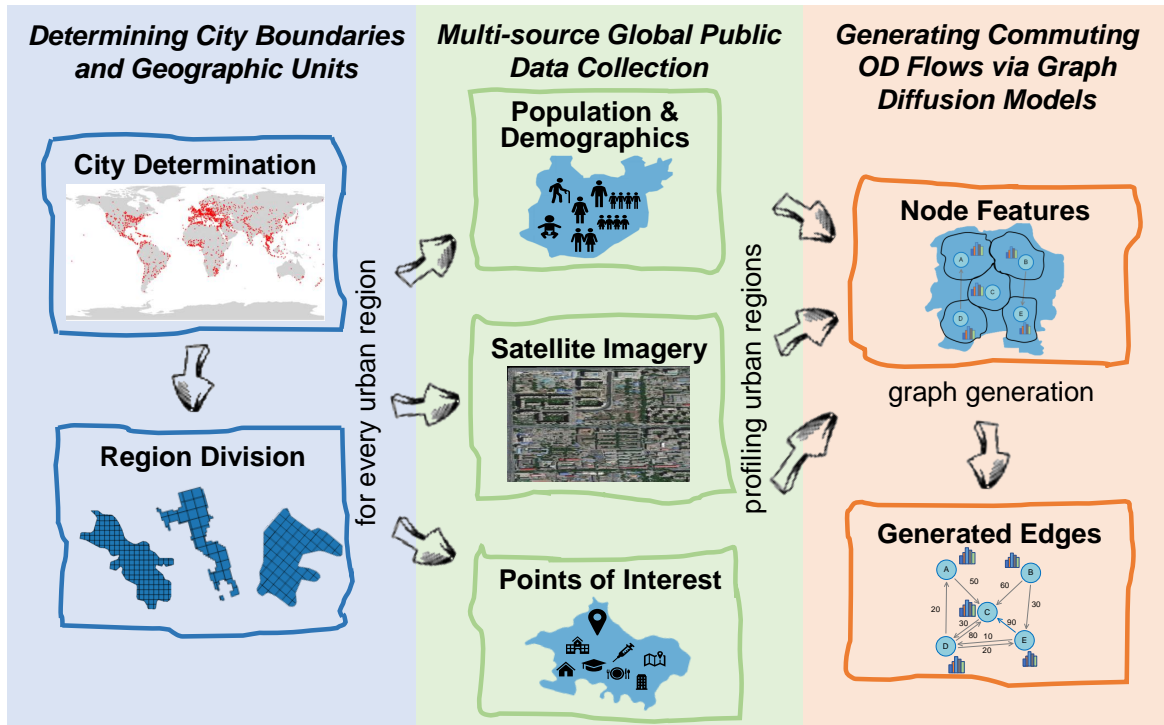 Determining City Boundaries
and Geographic Units
City Determination
Region Division
for every urban region
Multi-source Global Public
Data Collection
Population &
Demographics
Satellite Imagery
Points of Interest
profiling urban regions
Generating Commuting
OD Flows via Graph
Diffusion Models
Node Features
A
B
C
D
E
graph generation
Generated Edges
A
B
50
60
C
20
30
30
90
80
10
D
E
20